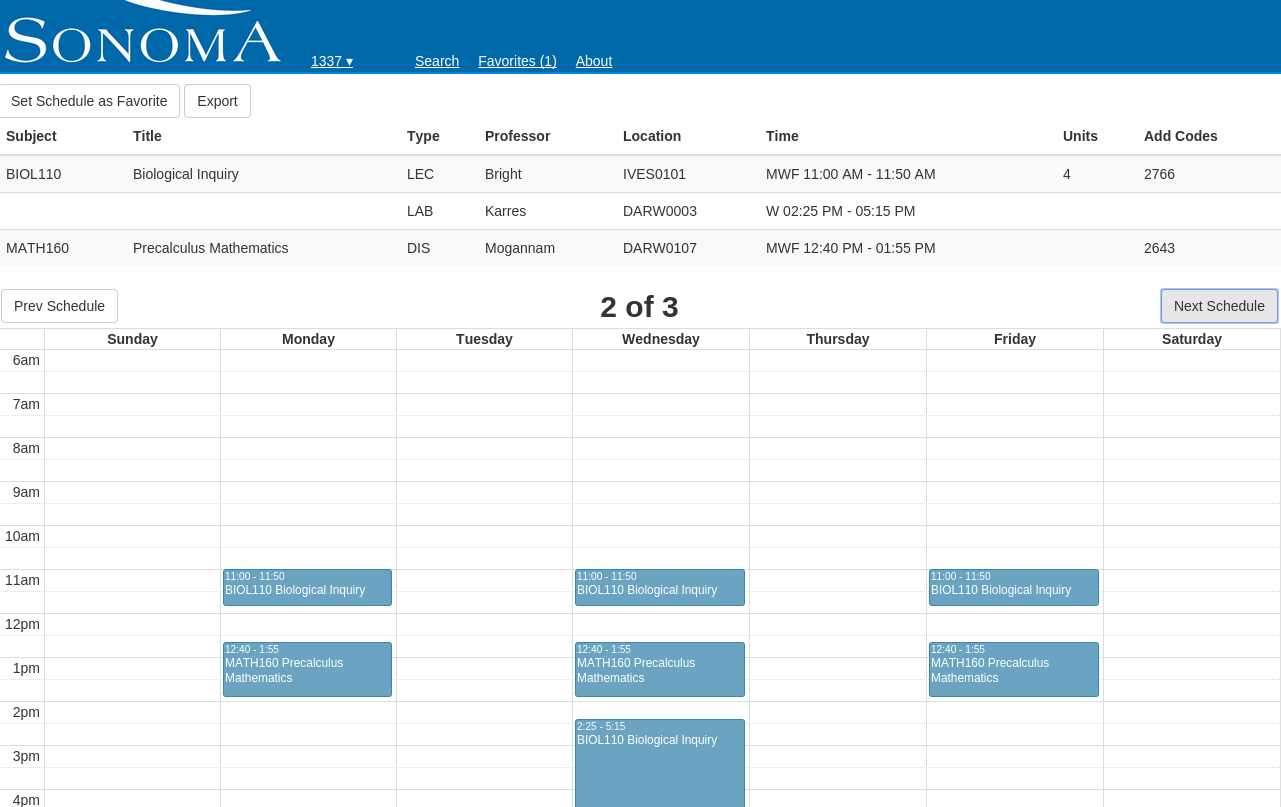 SONOMA
1337 ▾ Search Favorites (1) About
Set Schedule as Favorite Export
Subject Title Type Professor Location Time Units Add Codes
BIOL110 Biological Inquiry LEC Bright IVES0101 MWF 11:00 AM - 11:50 AM 4 2766
LAB Karres DARW0003 W 02:25 PM - 05:15 PM
MATH160 Precalculus Mathematics DIS Mogannam DARW0107 MWF 12:40 PM - 01:55 PM 2643
Prev Schedule 2 of 3 Next Schedule
Sunday Monday Tuesday Wednesday Thursday Friday Saturday
6am
7am
8am
9am
10am
11am
11:00 - 11:50
BIOL110 Biological Inquiry
11:00 - 11:50
BIOL110 Biological Inquiry
11:00 - 11:50
BIOL110 Biological Inquiry
12pm
12:40 - 1:55
MATH160 Precalculus
Mathematics
12:40 - 1:55
MATH160 Precalculus
Mathematics
12:40 - 1:55
MATH160 Precalculus
Mathematics
1pm
2pm
2:25 - 5:15
BIOL110 Biological Inquiry
3pm
4pm